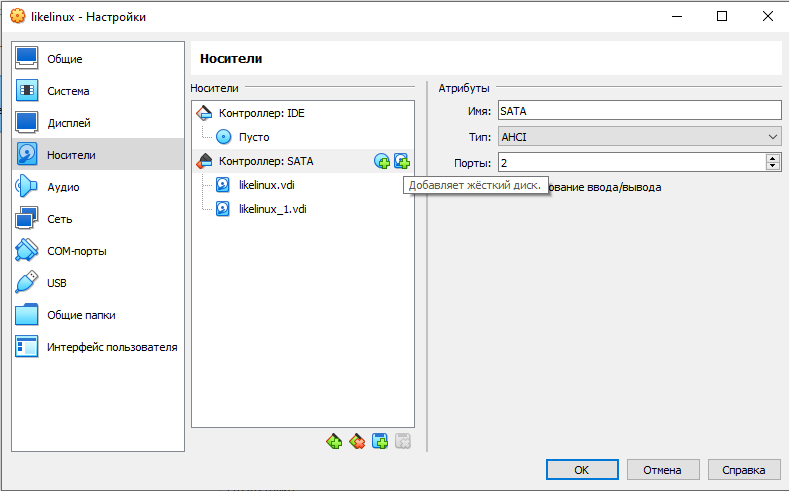 likelinux - Настройки
Общие
Система
Дисплей
Носители
Аудио
Сеть
COM-порты
USB
Общие папки
Интерфейс пользователя
Носители
Носители
Контроллер: IDE
Пусто
Контроллер: SATA
likelinux.vdi
likelinux_1.vdi
Атрибуты
Имя: SATA
Тип: AHCI
Порты: 2
Добавляет жёсткий диск.
ование ввода/вывода
OK
Отмена
Справка